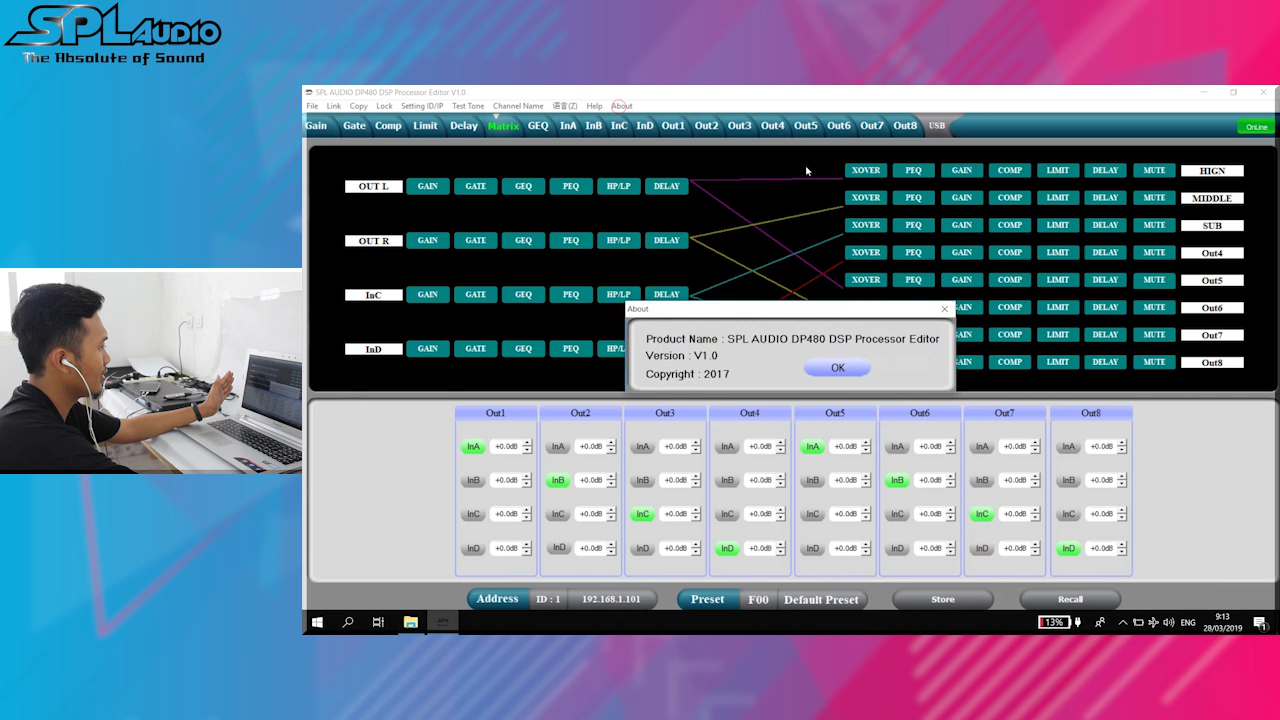 SPL AUDIO
The Absolute of Sound
SPL AUDIO DP480 DSP Processor Editor V1.0
File Link Copy Lock Setting ID/IP Test Tone Channel Name 语言(Z) Help About
Gain Gate Comp Limit Delay Matrix GEQ InA InB InC InD Out1 Out2 Out3 Out4 Out5 Out6 Out7 Out8 USB OnLine
XOVER PEQ GAIN COMP LIMIT DELAY MUTE HIGN
OUT L GAIN GATE GEQ PEQ HP/LP DELAY
XOVER PEQ GAIN COMP LIMIT DELAY MUTE MIDDLE
XOVER PEQ GAIN COMP LIMIT DELAY MUTE SUB
OUT R GAIN GATE GEQ PEQ HP/LP DELAY
XOVER PEQ GAIN COMP LIMIT DELAY MUTE Out4
XOVER PEQ GAIN COMP LIMIT DELAY MUTE Out5
InC GAIN GATE GEQ PEQ HP/LP DELAY
GAIN COMP LIMIT DELAY MUTE Out6
GAIN COMP LIMIT DELAY MUTE Out7
InD GAIN GATE GEQ PEQ HP/L
GAIN COMP LIMIT DELAY MUTE Out8
About
Product Name : SPL AUDIO DP480 DSP Processor Editor
Version : V1.0
Copyright : 2017
OK
Out1 Out2 Out3 Out4 Out5 Out6 Out7 Out8
InA +0.0dB InA +0.0dB InA +0.0dB InA +0.0dB InA +0.0dB InA +0.0dB InA +0.0dB InA +0.0dB
InB +0.0dB InB +0.0dB InB +0.0dB InB +0.0dB InB +0.0dB InB +0.0dB InB +0.0dB InB +0.0dB
InC +0.0dB InC +0.0dB InC +0.0dB InC +0.0dB InC +0.0dB InC +0.0dB InC +0.0dB InC +0.0dB
InD +0.0dB InD +0.0dB InD +0.0dB InD +0.0dB InD +0.0dB InD +0.0dB InD +0.0dB InD +0.0dB
Address ID : 1 192.168.1.101 Preset F00 Default Preset Store Recall
13% ENG 9:13
28/03/2019 1